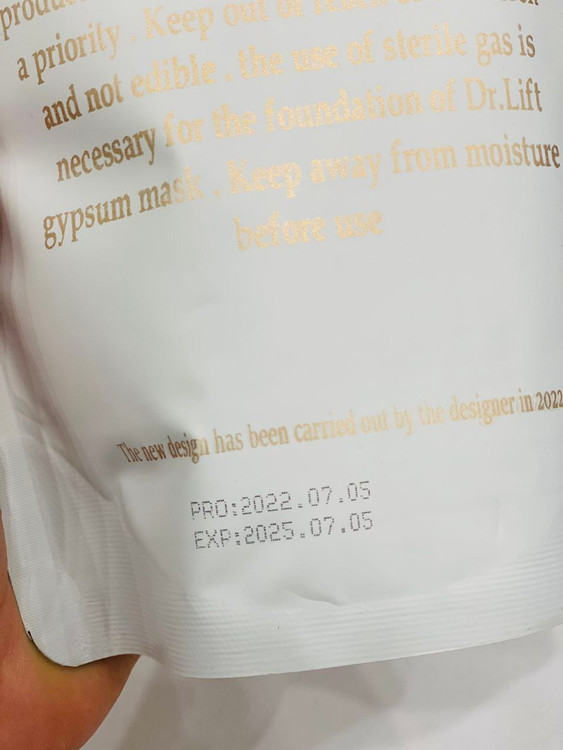 a priority . Keep out of reach
and not edible . the use of sterile gas is
necessary for the foundation of Dr.Lift
gypsum mask . Keep away from moisture
before use
The new design has been carried out by the designer in 2022
PRO:2022.07.05
EXP:2025.07.05